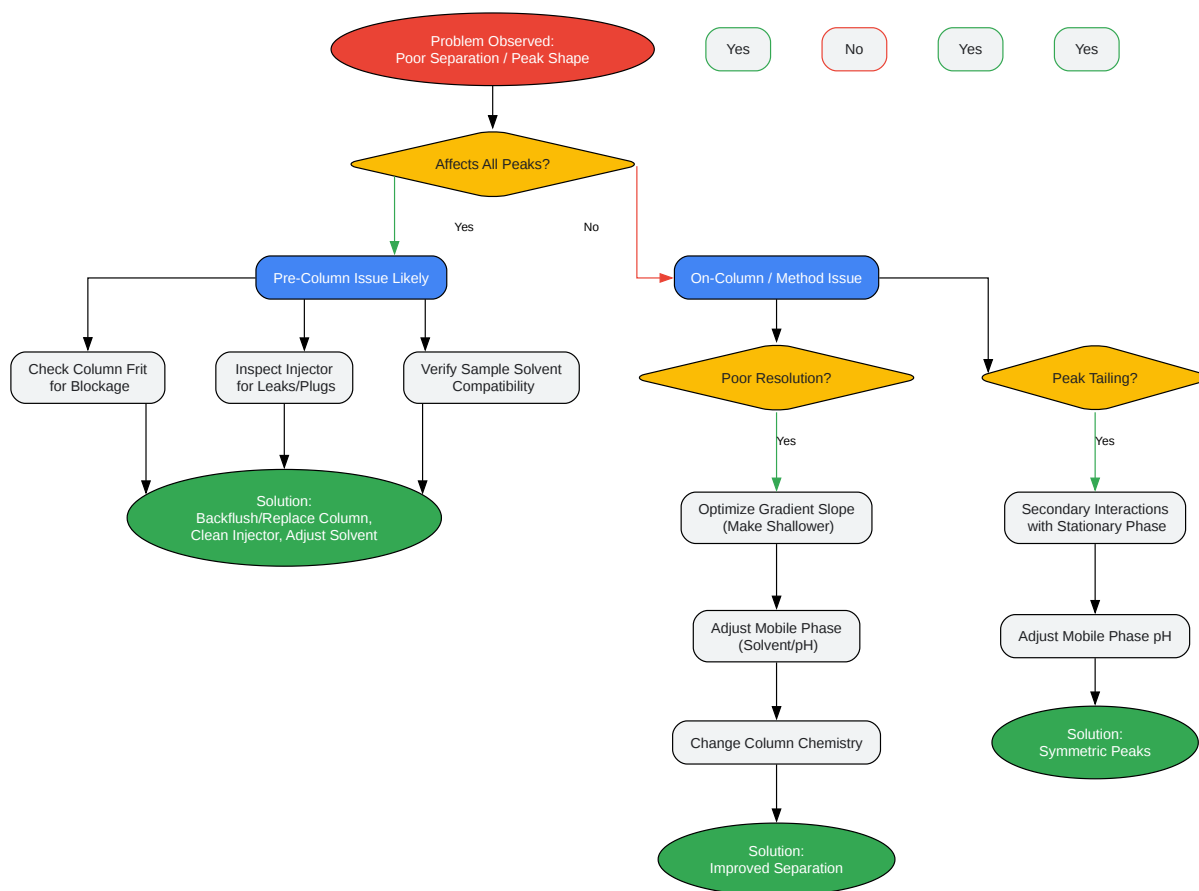 Problem Observed:
Poor Separation / Peak Shape
Yes
No
Yes
Yes
Affects All Peaks?
Yes
No
Pre-Column Issue Likely
On-Column / Method Issue
Check Column Frit
for Blockage
Inspect Injector
for Leaks/Plugs
Verify Sample Solvent
Compatibility
Poor Resolution?
Peak Tailing?
Yes
Yes
Solution:
Backflush/Replace Column,
Clean Injector, Adjust Solvent
Optimize Gradient Slope
(Make Shallower)
Secondary Interactions
with Stationary Phase
Adjust Mobile Phase
(Solvent/pH)
Adjust Mobile Phase pH
Change Column Chemistry
Solution:
Symmetric Peaks
Solution:
Improved Separation